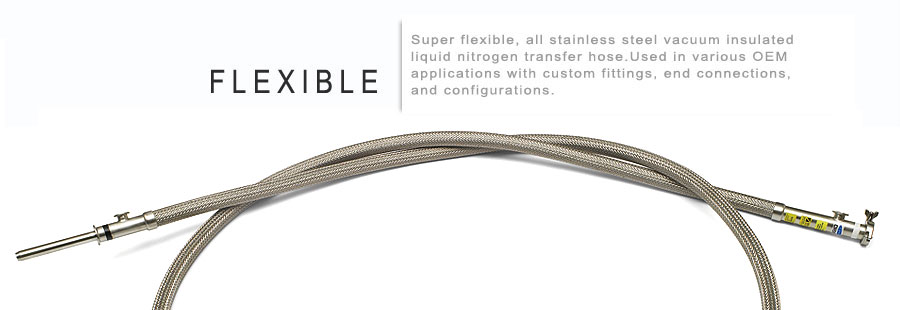 FLEXIBLE
Super flexible, all stainless steel vacuum insulated
liquid nitrogen transfer hose.Used in various OEM
applications with custom fittings, end connections,
and configurations.